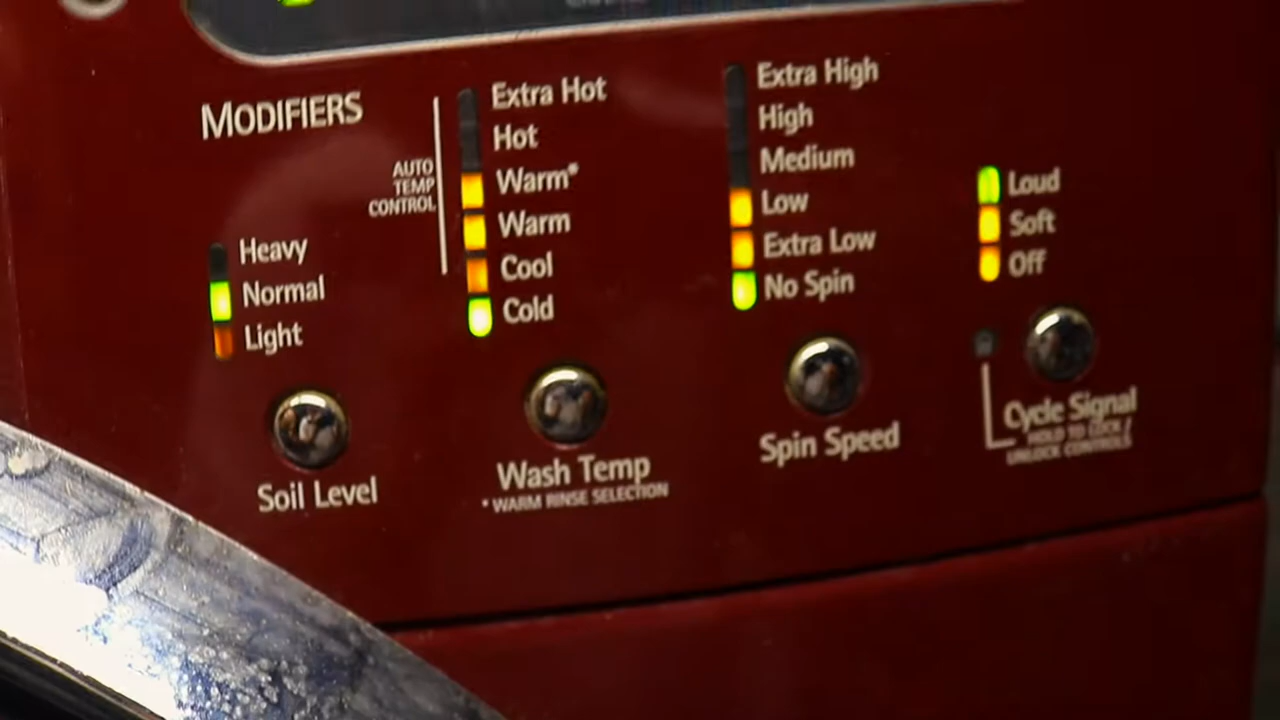 MODIFIERS
AUTO
TEMP
CONTROL
Heavy
Normal
Light
Soil Level
Extra Hot
Hot
Warm*
Warm
Cool
Cold
Wash Temp
* WARM RINSE SELECTION
Extra High
High
Medium
Low
Extra Low
No Spin
Spin Speed
Loud
Soft
Off
Cycle Signal
HOLD TO LOCK /
UNLOCK CONTROLS